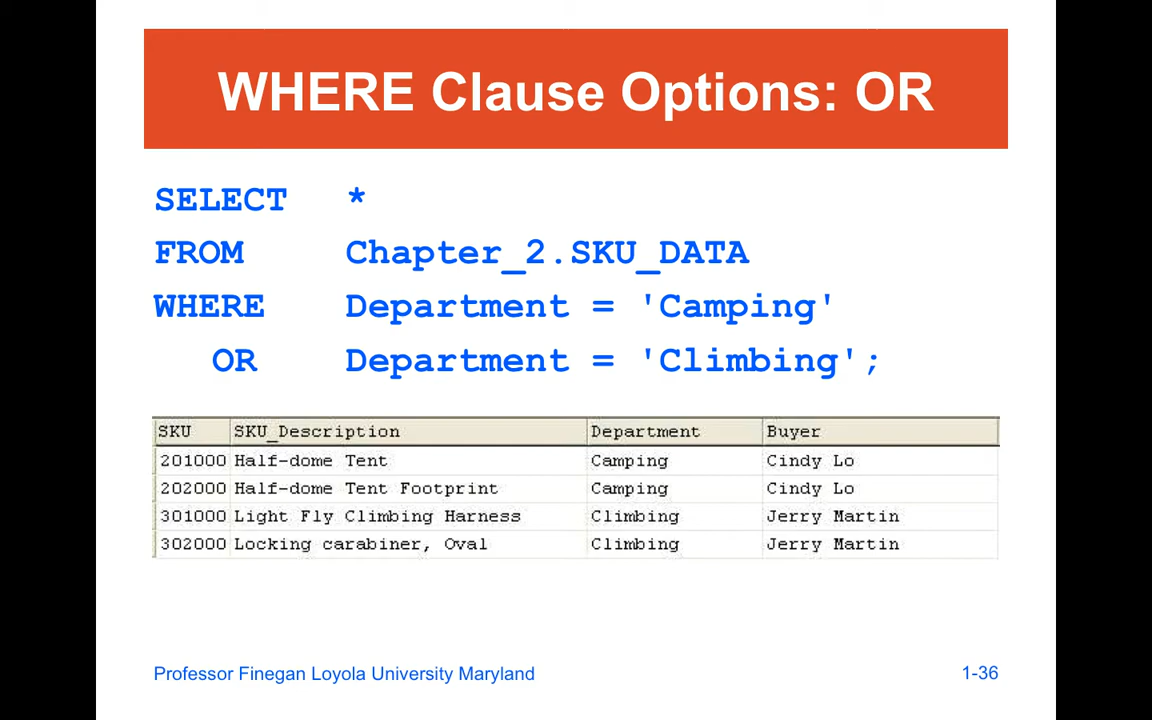 WHERE Clause Options: OR
SELECT *
FROM Chapter_2.SKU_DATA
WHERE Department = 'Camping'
OR Department = 'Climbing';
SKU SKU_Description Department Buyer
201000 Half-dome Tent Camping Cindy Lo
202000 Half-dome Tent Footprint Camping Cindy Lo
301000 Light Fly Climbing Harness Climbing Jerry Martin
302000 Locking carabiner, Oval Climbing Jerry Martin
Professor Finegan Loyola University Maryland 1-36